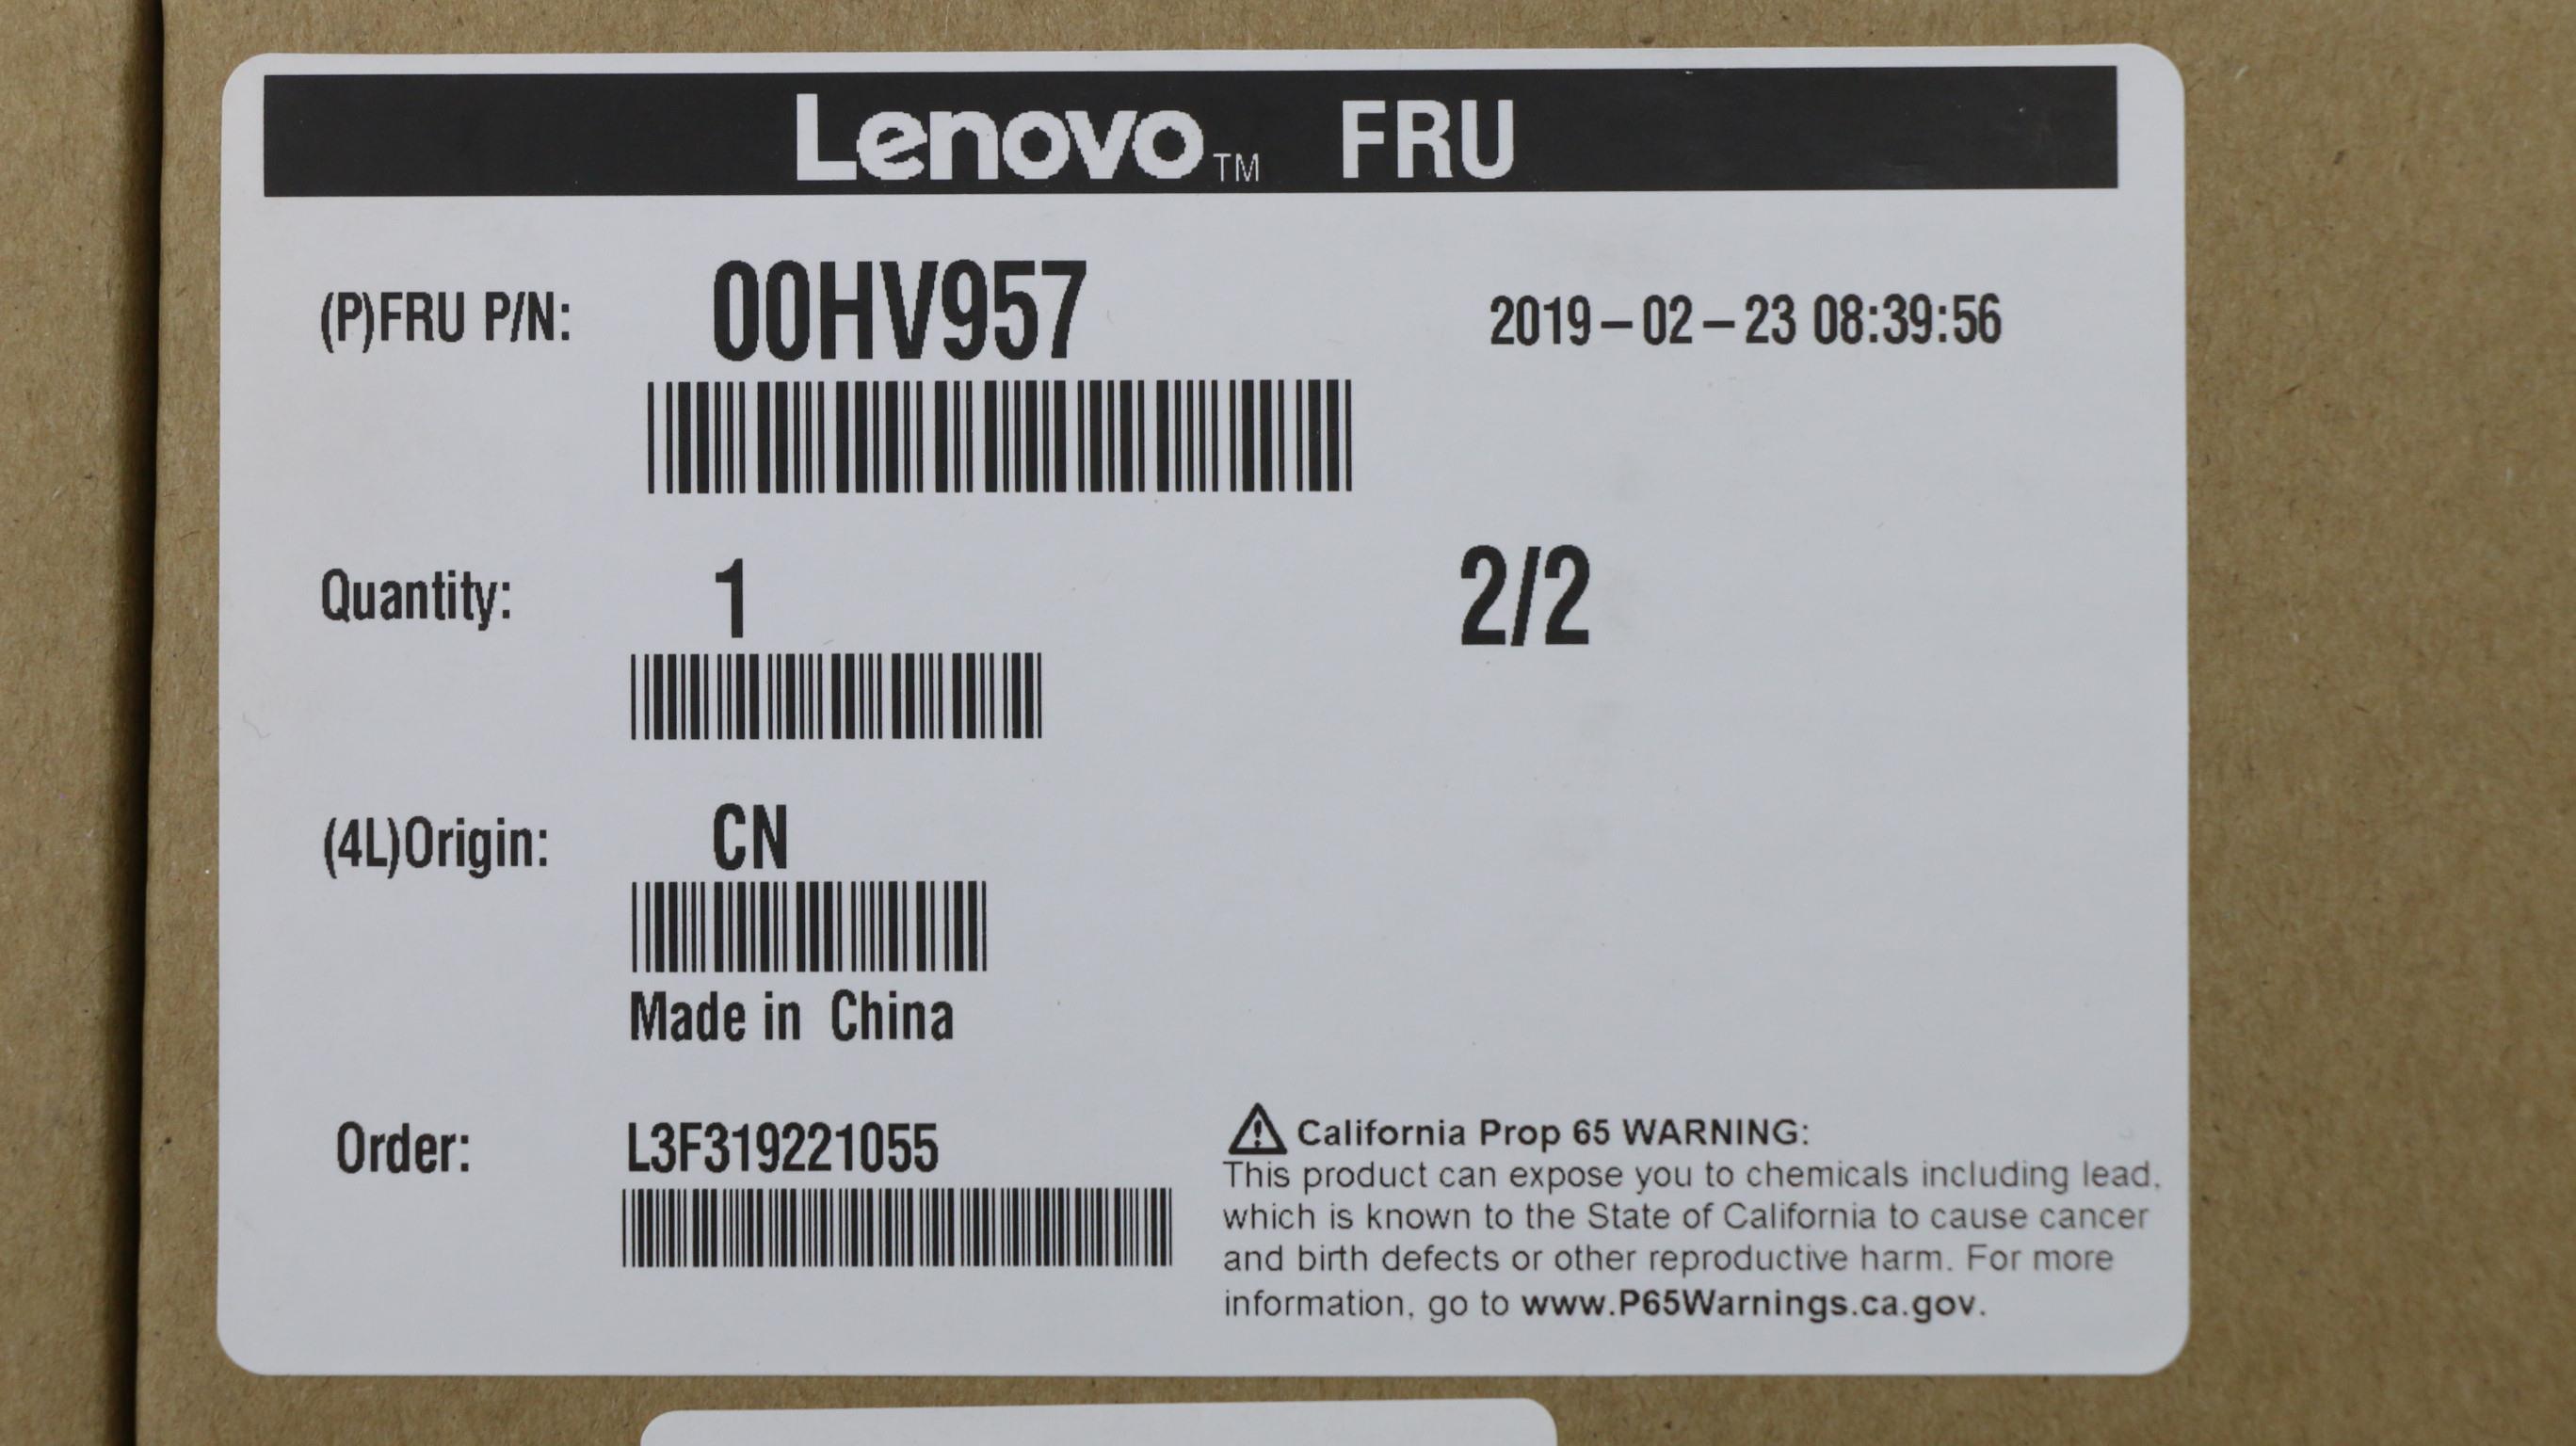 Lenovo™ FRU
(P)FRU P/N: 00HV957 2019-02-23 08:39:56
Quantity: 1 2/2
(4L)Origin: CN
Made in China
Order: L3F319221055
⚠ California Prop 65 WARNING:
This product can expose you to chemicals including lead,
which is known to the State of California to cause cancer
and birth defects or other reproductive harm. For more
information, go to www.P65Warnings.ca.gov.